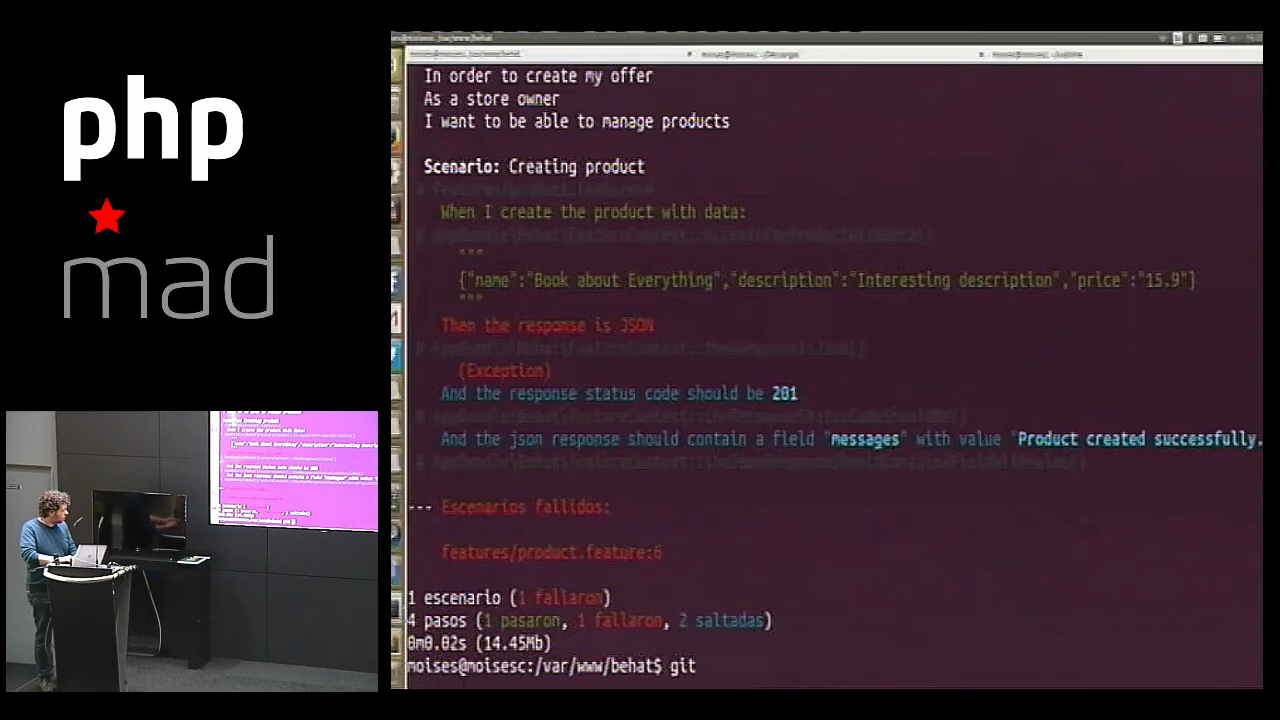 php
mad
In order to create my offer
As a store owner
I want to be able to manage products
Scenario: Creating product
# features/product.feature:6
When I create the product with data:
"""
{"name":"Book about Everything","description":"Interesting description","price":"15.9"}
"""
Then the response is JSON
(Exception)
And the response status code should be 201
And the json response should contain a field "messages" with value "Product created successfully.
--- Escenarios fallidos:
features/product.feature:6
1 escenario (1 fallaron)
4 pasos (1 pasaron, 1 fallaron, 2 saltadas)
0m0.02s (14.45Mb)
moises@moisesc:/var/www/behat$ git